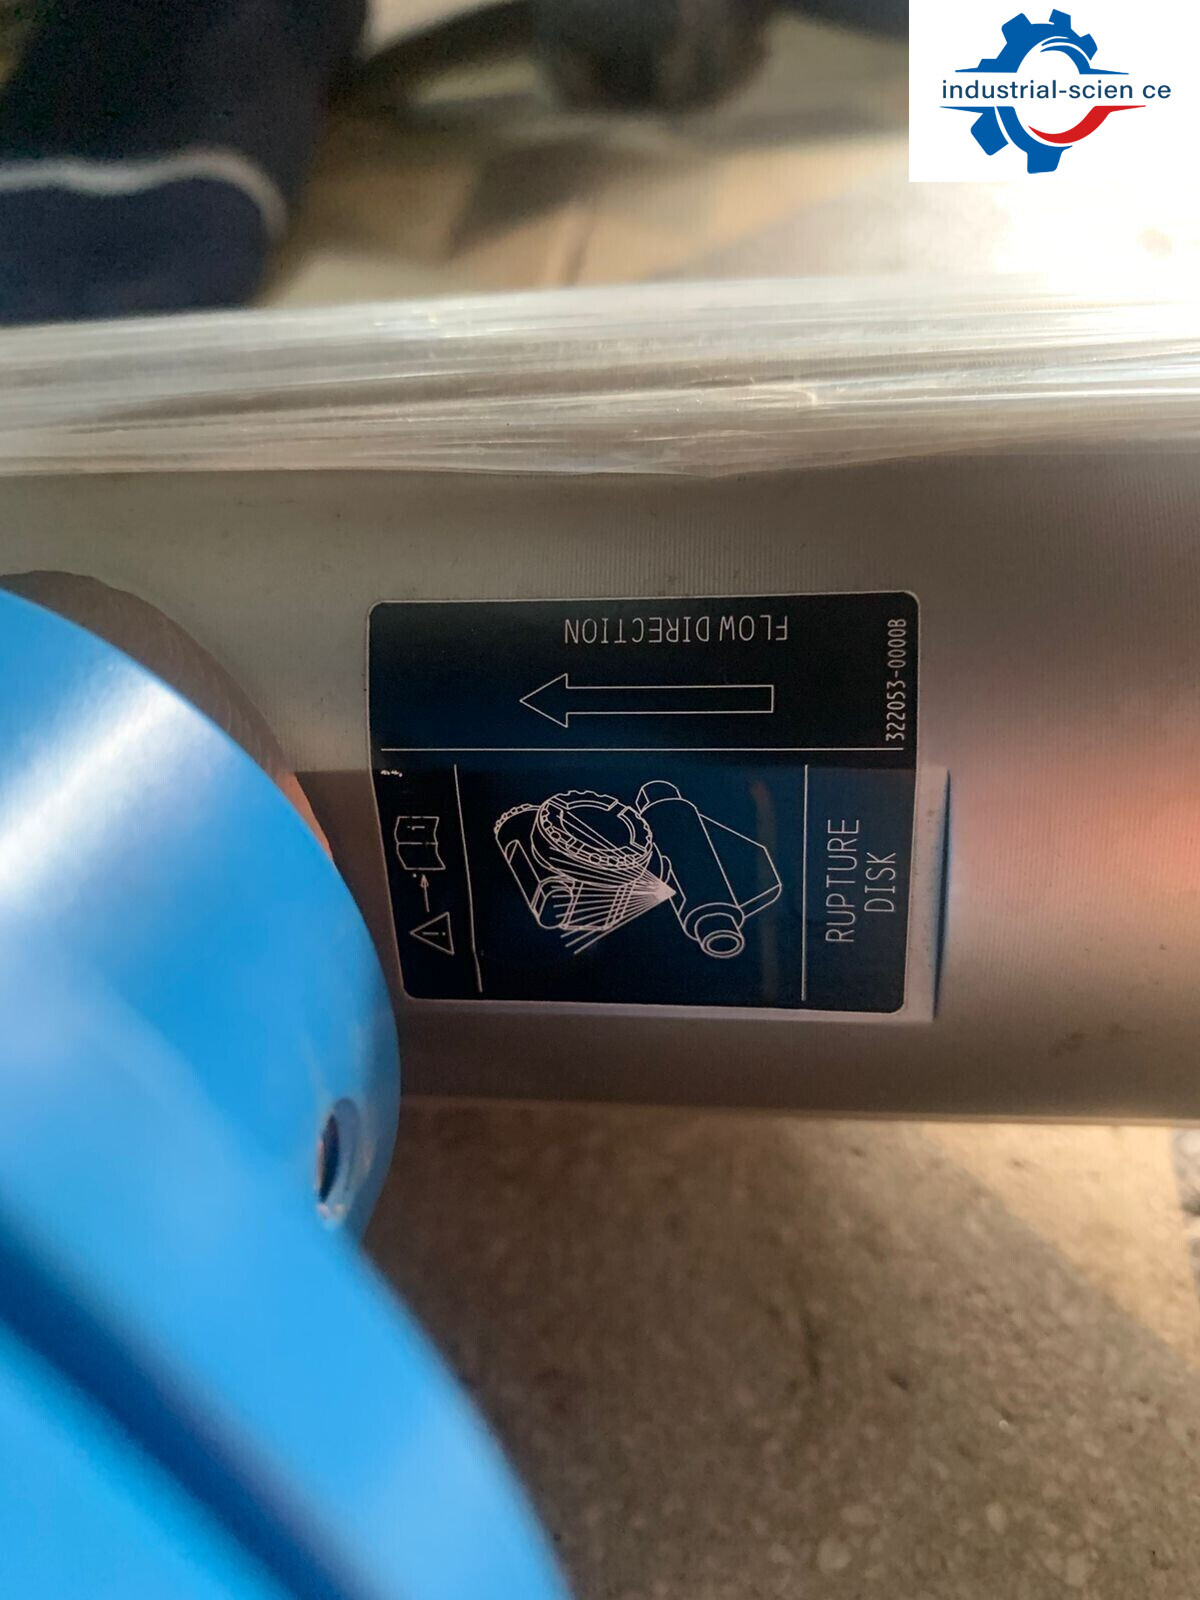 industrial-scien ce
FLOW DIRECTION
322053-0000B
RUPTURE
DISK